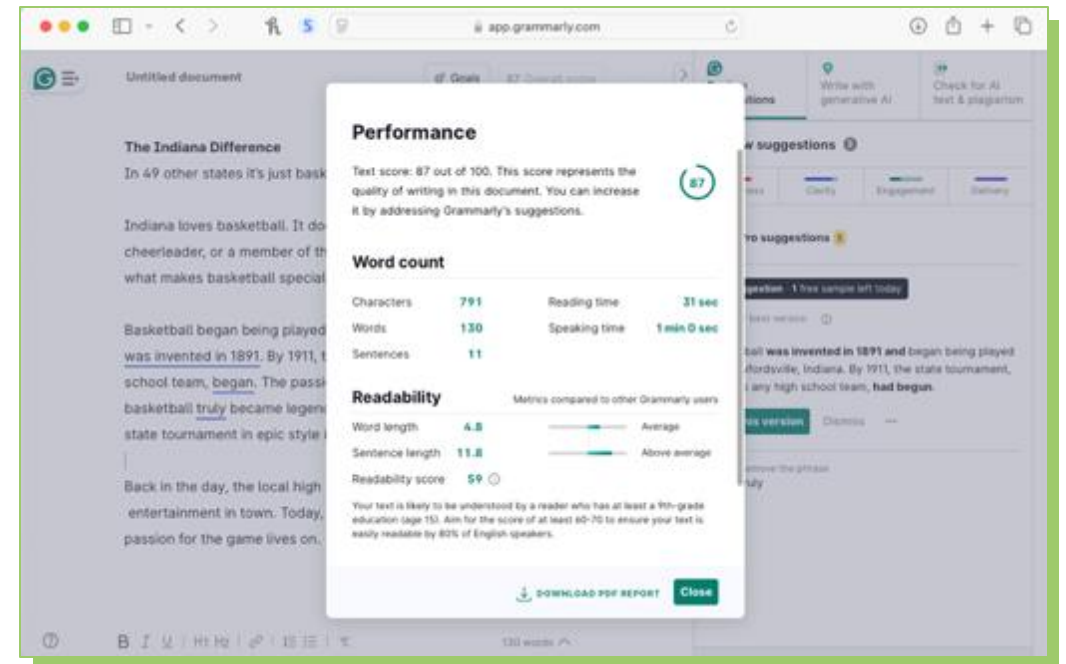 app.grammarly.com
Untitled document
Goals
87 Overall score
Write with
generative AI
Check for AI
text & plagiarism
The Indiana Difference
In 49 other states it's just bask
Indiana loves basketball. It do
cheerleader, or a member of th
what makes basketball special
Basketball began being played
was invented in 1891. By 1911, t
school team, began. The passi
basketball truly became legen
state tournament in epic style i
Back in the day, the local high
entertainment in town. Today,
passion for the game lives on.
Performance
Text score: 87 out of 100. This score represents the
quality of writing in this document. You can increase
it by addressing Grammarly's suggestions.
87
Word count
Characters 791 Reading time 31 sec
Words 130 Speaking time 1 min 0 sec
Sentences 11
Readability Metrics compared to other Grammarly users
Word length 4.8 Average
Sentence length 11.8 Above average
Readability score 59
Your text is likely to be understood by a reader who has at least a 9th-grade
education (age 15). Aim for the score of at least 60-70 to ensure your text is
easily readable by 80% of English speakers.
DOWNLOAD PDF REPORT Close
w suggestions
Clarity Engagement Delivery
ro suggestions
1 free sample left today
ball was invented in 1891 and began being played
fordsville, Indiana. By 1911, the state tournament,
any high school team, had begun.
is version Dismiss
the phrase
B I U H1 H2
130 words